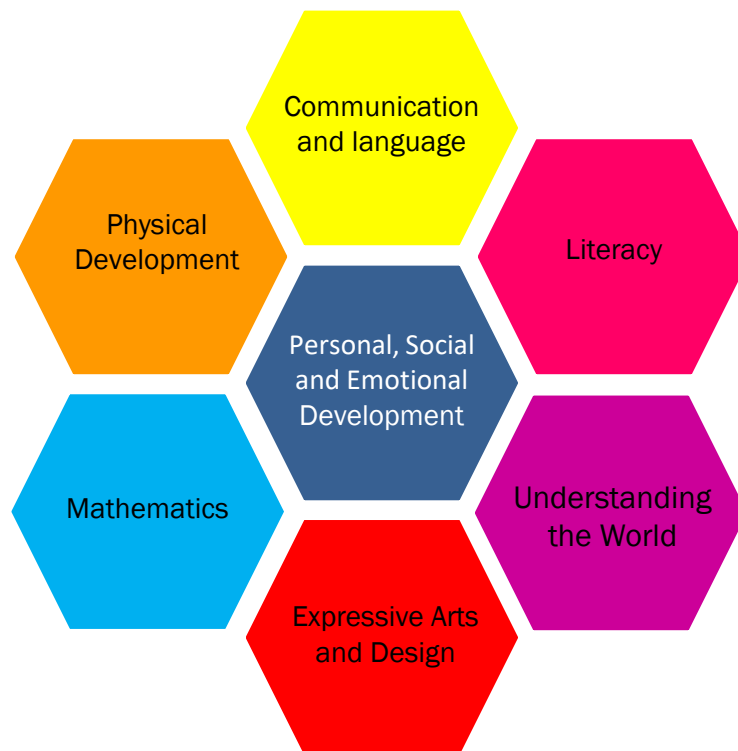 Communication
and language
Physical
Development
Literacy
Personal, Social
and Emotional
Development
Mathematics
Understanding
the World
Expressive Arts
and Design